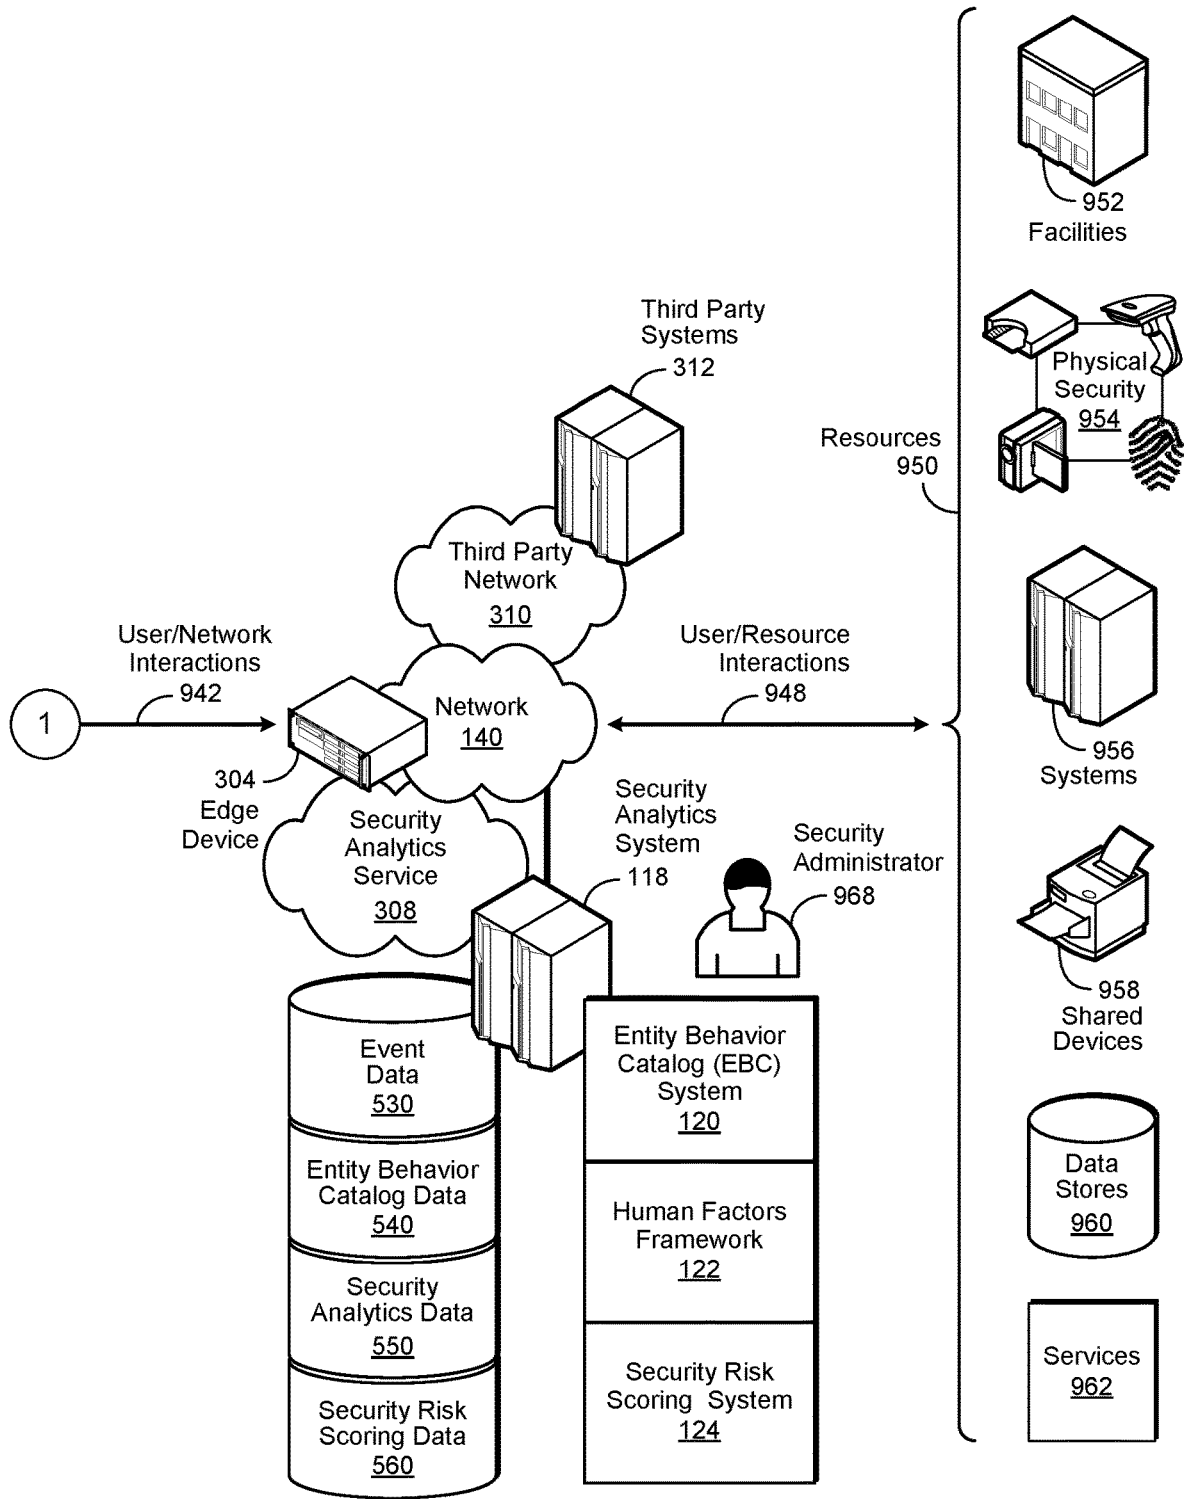 952
Facilities
Third Party
Systems
312
Physical
Security
954
Resources
950
Third Party
Network
310
User/Network
Interactions
942
User/Resource
Interactions
948
1
Network
140
956
Systems
304
Edge
Device
Security
Analytics
Service
308
Security
Analytics
System
118
Security
Administrator
968
958
Shared
Devices
Event
Data
530
Entity Behavior
Catalog (EBC)
System
120
Entity Behavior
Catalog Data
540
Data
Stores
960
Human Factors
Framework
122
Security
Analytics Data
550
Services
962
Security Risk
Scoring System
124
Security Risk
Scoring Data
560